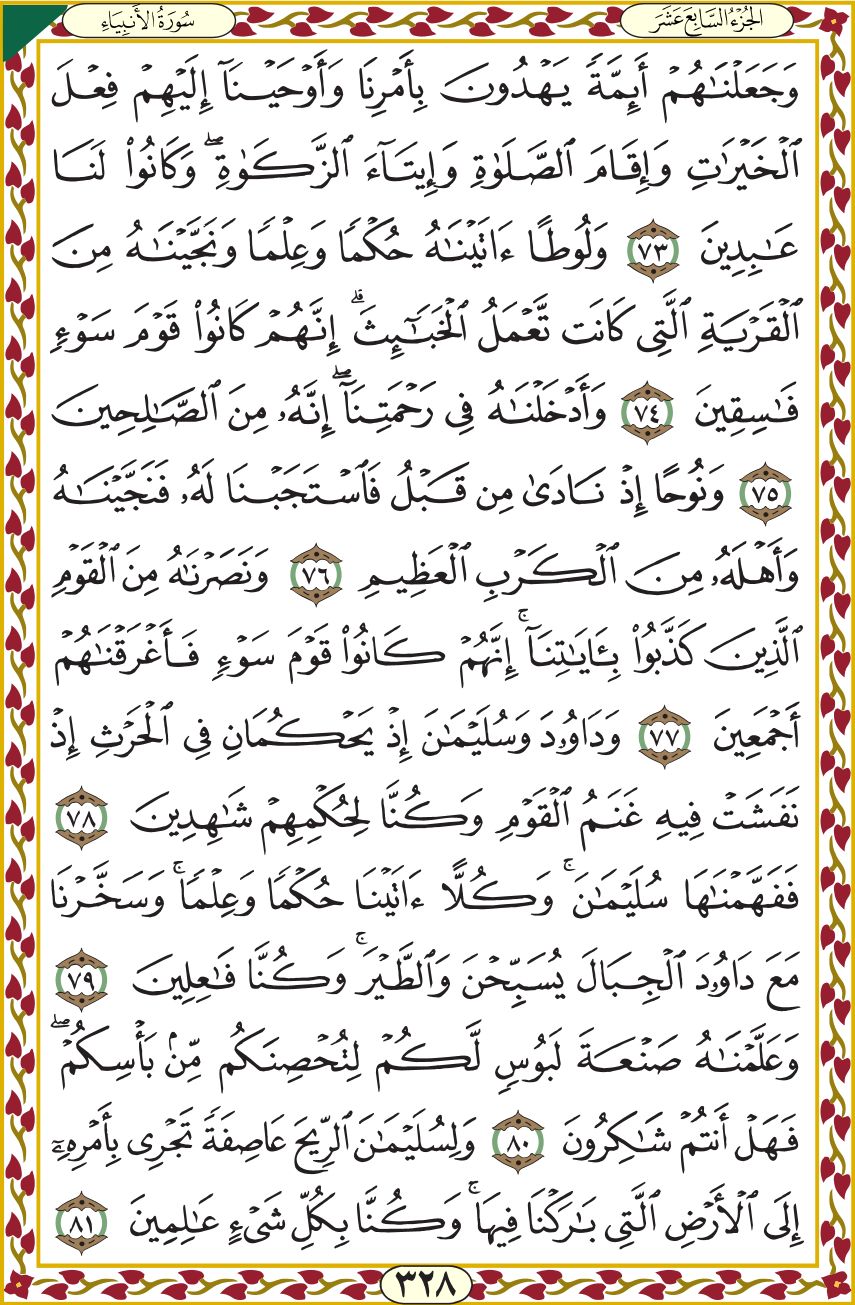 الجُزْءُ السَّابِعَ عَشَرَ
سُورَةُ الأَنبِيَاءِ
وَجَعَلْنَٰهُمْ أَئِمَّةً يَهْدُونَ بِأَمْرِنَا وَأَوْحَيْنَآ إِلَيْهِمْ فِعْلَ
ٱلْخَيْرَٰتِ وَإِقَامَ ٱلصَّلَوٰةِ وَإِيتَآءَ ٱلزَّكَوٰةِ ۖ وَكَانُوا۟ لَنَا
عَٰبِدِينَ ٧٣ وَلُوطًا ءَاتَيْنَٰهُ حُكْمًا وَعِلْمًا وَنَجَّيْنَٰهُ مِنَ
ٱلْقَرْيَةِ ٱلَّتِى كَانَت تَّعْمَلُ ٱلْخَبَٰٓئِثَ ۗ إِنَّهُمْ كَانُوا۟ قَوْمَ سَوْءٍ
فَٰسِقِينَ ٧٤ وَأَدْخَلْنَٰهُ فِى رَحْمَتِنَآ ۖ إِنَّهُۥ مِنَ ٱلصَّٰلِحِينَ
٧٥ وَنُوحًا إِذْ نَادَىٰ مِن قَبْلُ فَٱسْتَجَبْنَا لَهُۥ فَنَجَّيْنَٰهُ
وَأَهْلَهُۥ مِنَ ٱلْكَرْبِ ٱلْعَظِيمِ ٧٦ وَنَصَرْنَٰهُ مِنَ ٱلْقَوْمِ
ٱلَّذِينَ كَذَّبُوا۟ بِـَٔايَٰتِنَآ ۚ إِنَّهُمْ كَانُوا۟ قَوْمَ سَوْءٍ فَأَغْرَقْنَٰهُمْ
أَجْمَعِينَ ٧٧ وَدَاوُۥدَ وَسُلَيْمَٰنَ إِذْ يَحْكُمَانِ فِى ٱلْحَرْثِ إِذْ
نَفَشَتْ فِيهِ غَنَمُ ٱلْقَوْمِ وَكُنَّا لِحُكْمِهِمْ شَٰهِدِينَ ٧٨
فَفَهَّمْنَٰهَا سُلَيْمَٰنَ ۚ وَكُلًّا ءَاتَيْنَا حُكْمًا وَعِلْمًا ۚ وَسَخَّرْنَا
مَعَ دَاوُۥدَ ٱلْجِبَالَ يُسَبِّحْنَ وَٱلطَّيْرَ ۚ وَكُنَّا فَٰعِلِينَ ٧٩
وَعَلَّمْنَٰهُ صَنْعَةَ لَبُوسٍ لَّكُمْ لِتُحْصِنَكُم مِّنۢ بَأْسِكُمْ ۖ
فَهَلْ أَنتُمْ شَٰكِرُونَ ٨٠ وَلِسُلَيْمَٰنَ ٱلرِّيحَ عَاصِفَةً تَجْرِى بِأَمْرِهِۦٓ
إِلَى ٱلْأَرْضِ ٱلَّتِى بَٰرَكْنَا فِيهَا ۚ وَكُنَّا بِكُلِّ شَىْءٍ عَٰلِمِينَ ٨١
٣٢٨